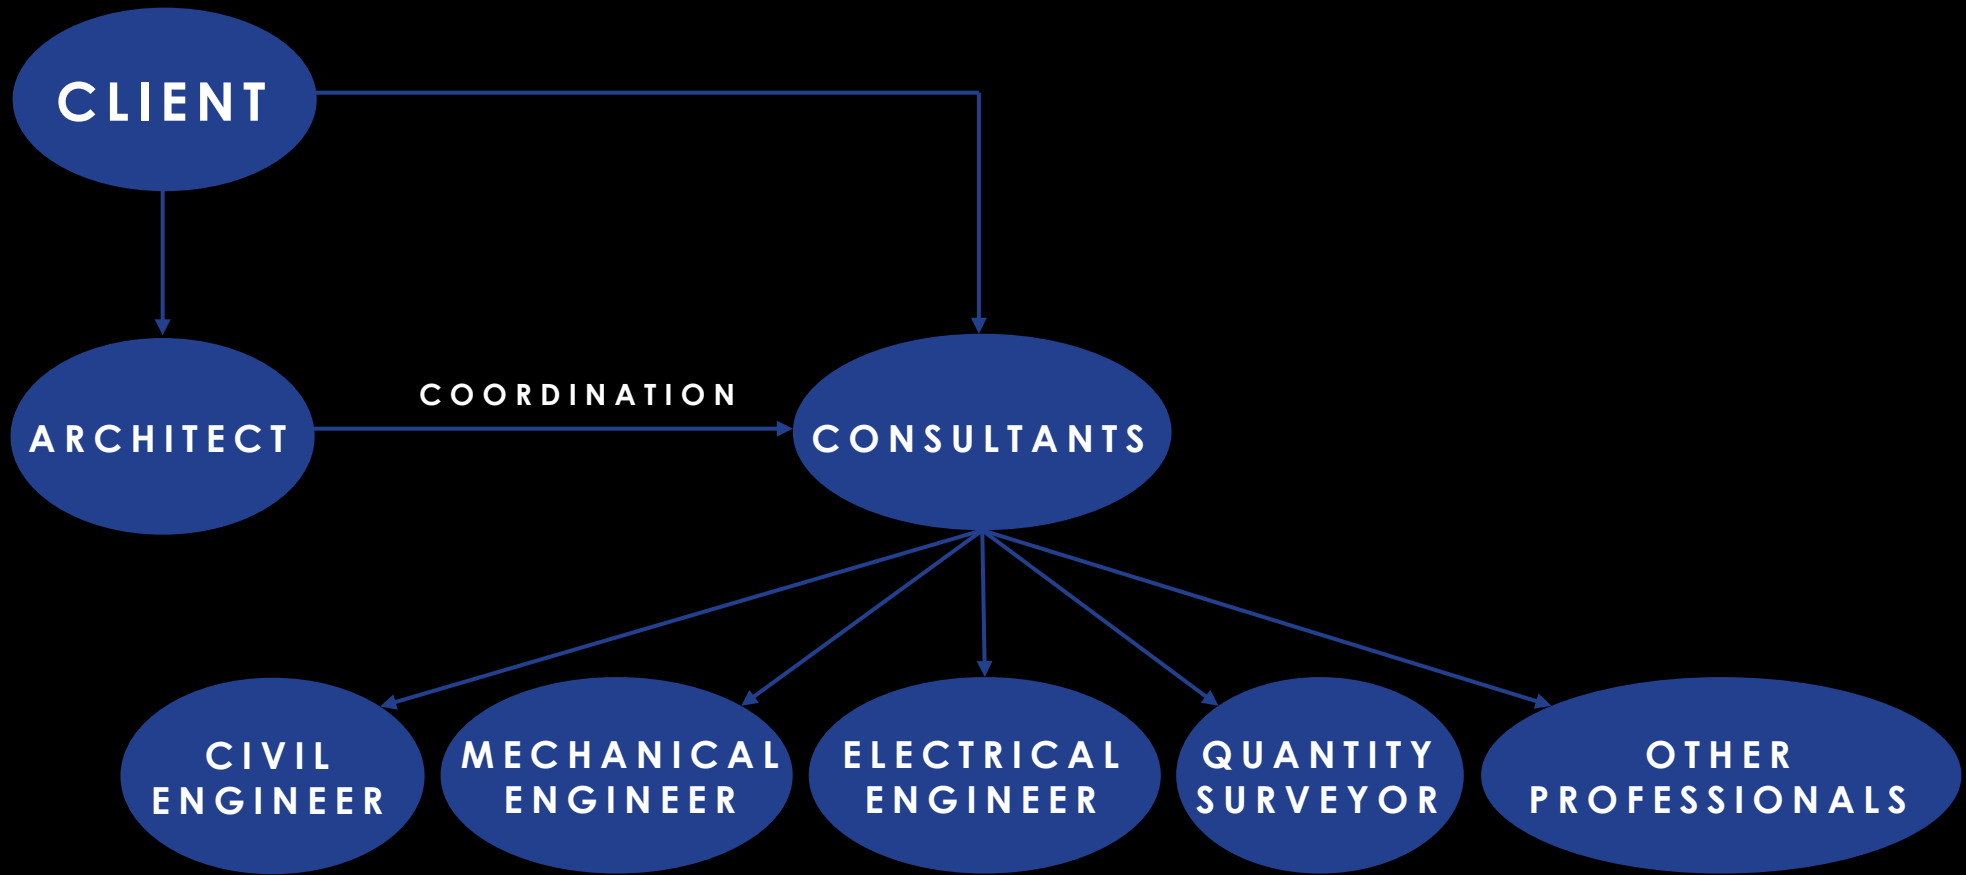 CLIENT
COORDINATION
ARCHITECT
CONSULTANTS
CIVIL
ENGINEER
MECHANICAL
ENGINEER
ELECTRICAL
ENGINEER
QUANTITY
SURVEYOR
OTHER
PROFESSIONALS